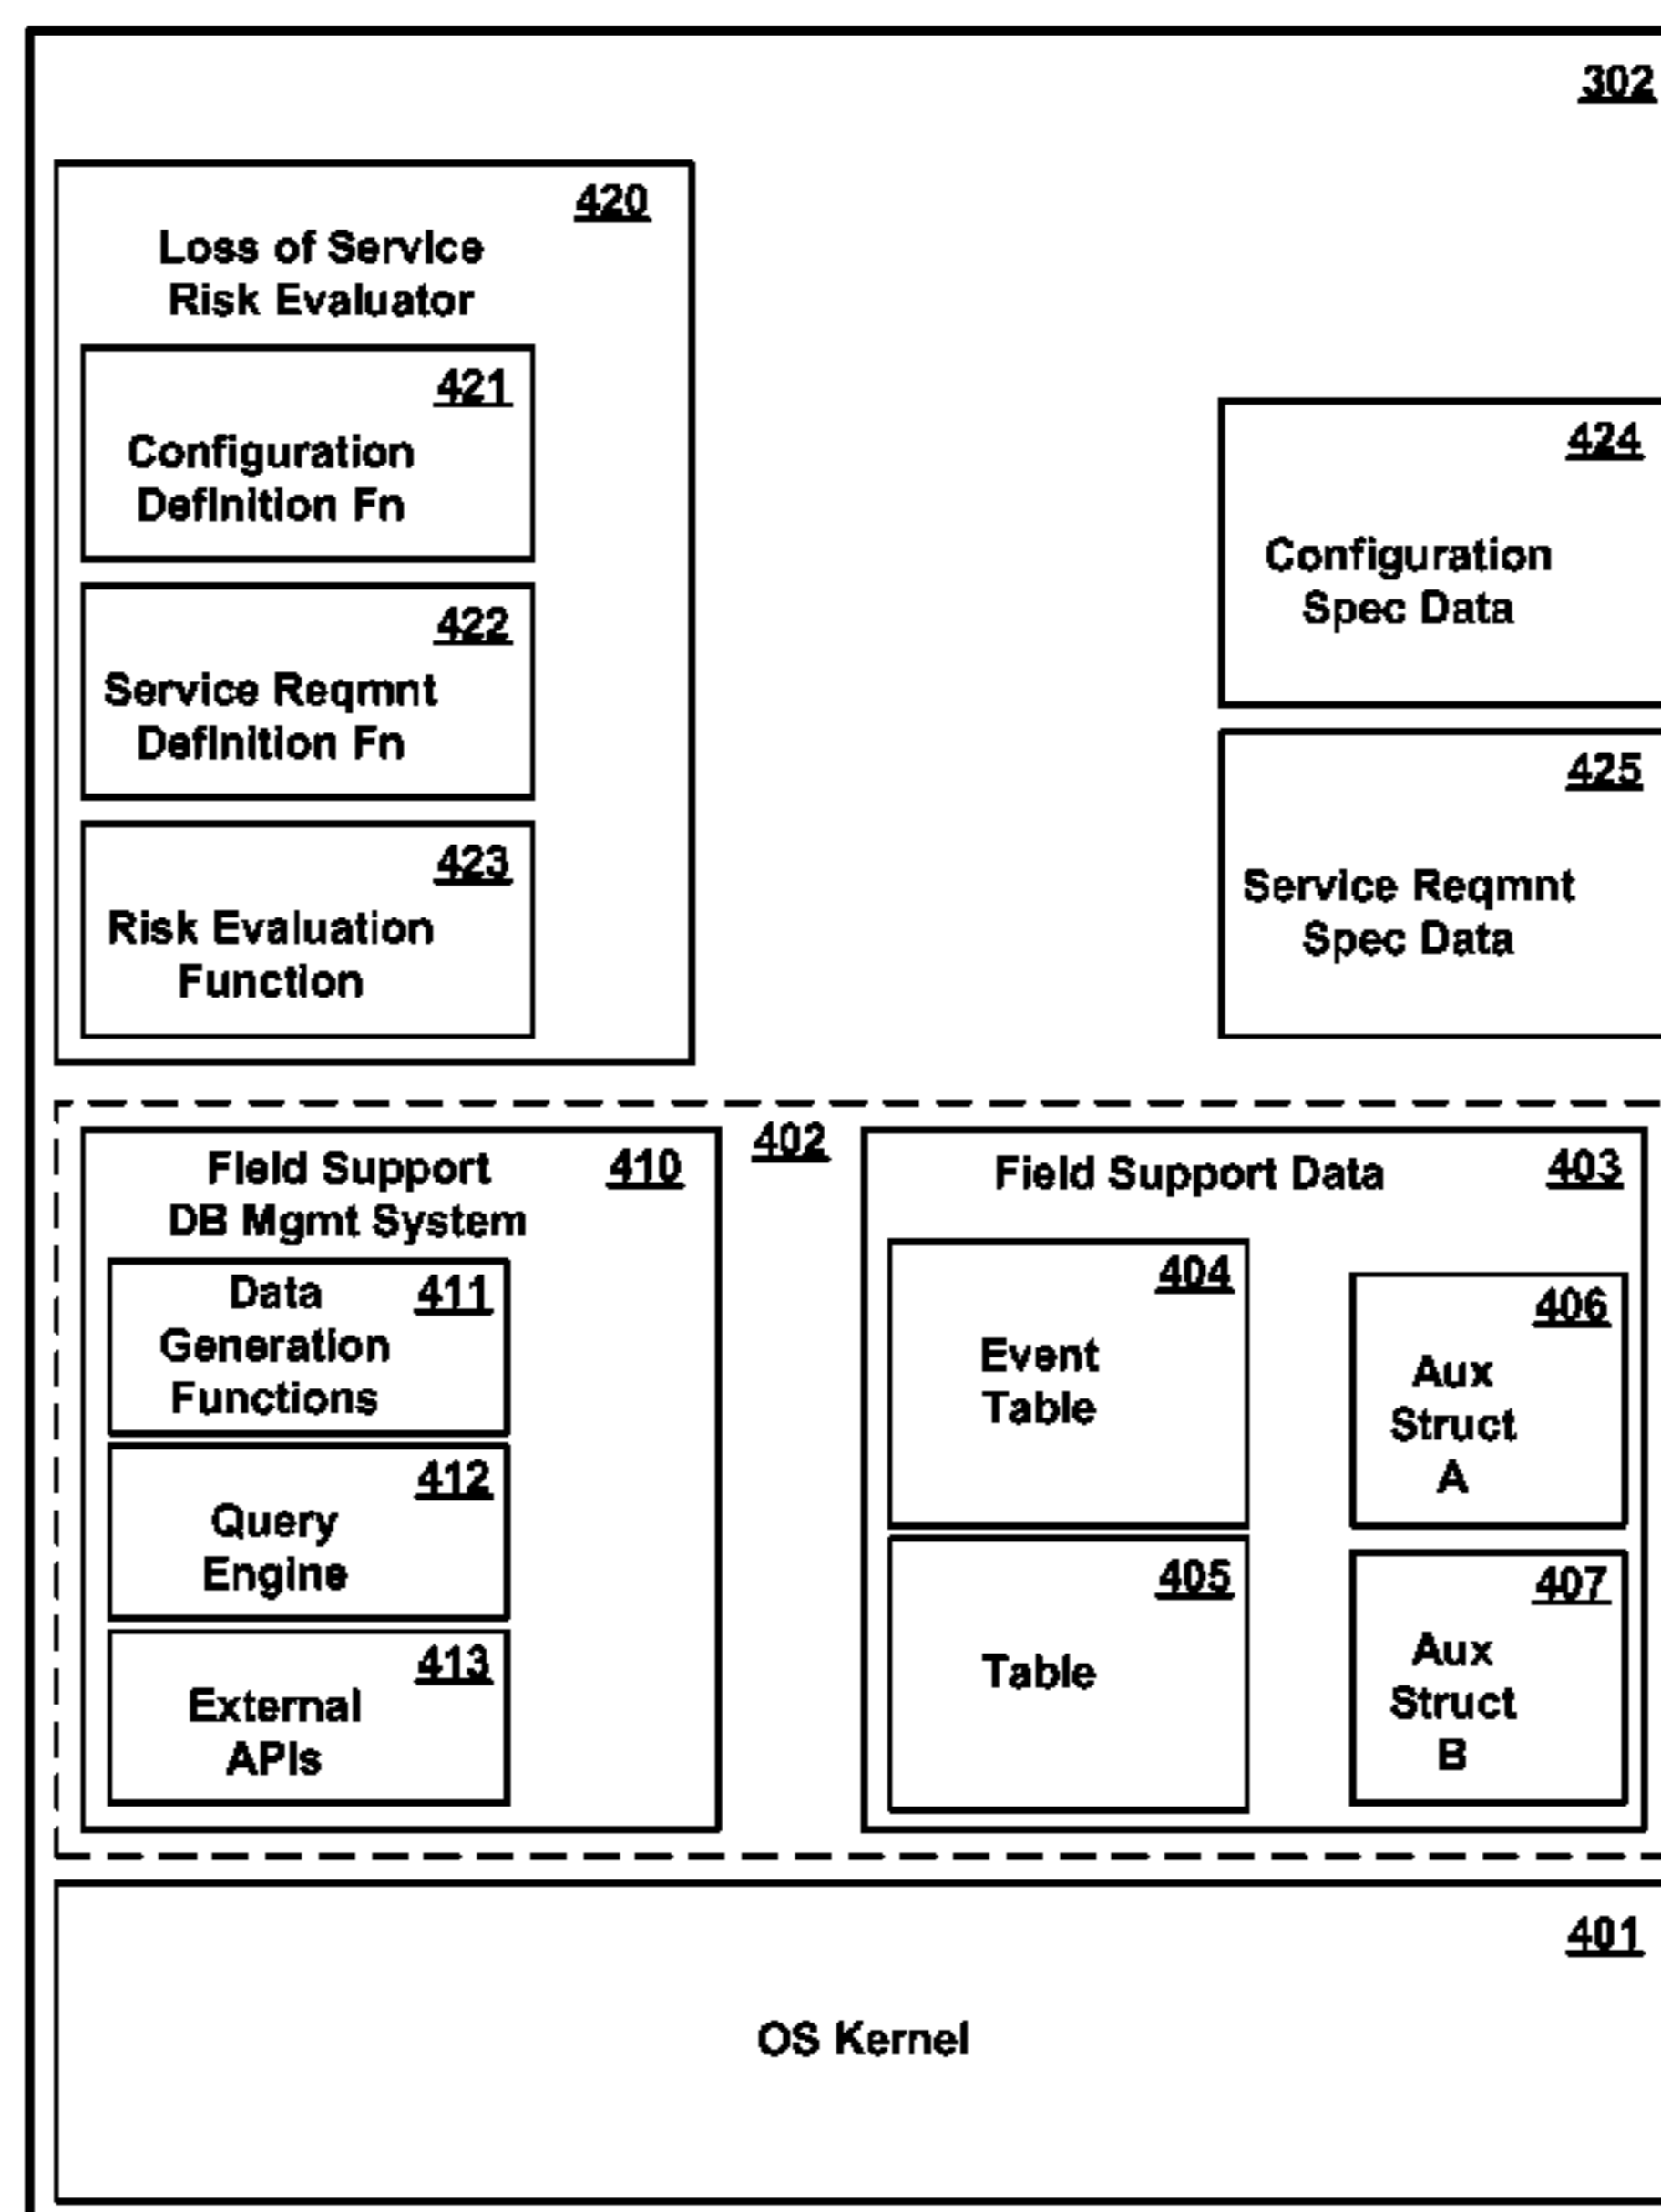 302
420
Loss of Service
Risk Evaluator
421
Configuration
Definition Fn
422
Service Reqmnt
Definition Fn
423
Risk Evaluation
Function
424
Configuration
Spec Data
425
Service Reqmnt
Spec Data
402
Field Support 410
DB Mgmt System
Data 411
Generation
Functions
412
Query
Engine
413
External
APIs
Field Support Data 403
404
Event
Table
405
Table
406
Aux
Struct
A
407
Aux
Struct
B
401
OS Kernel